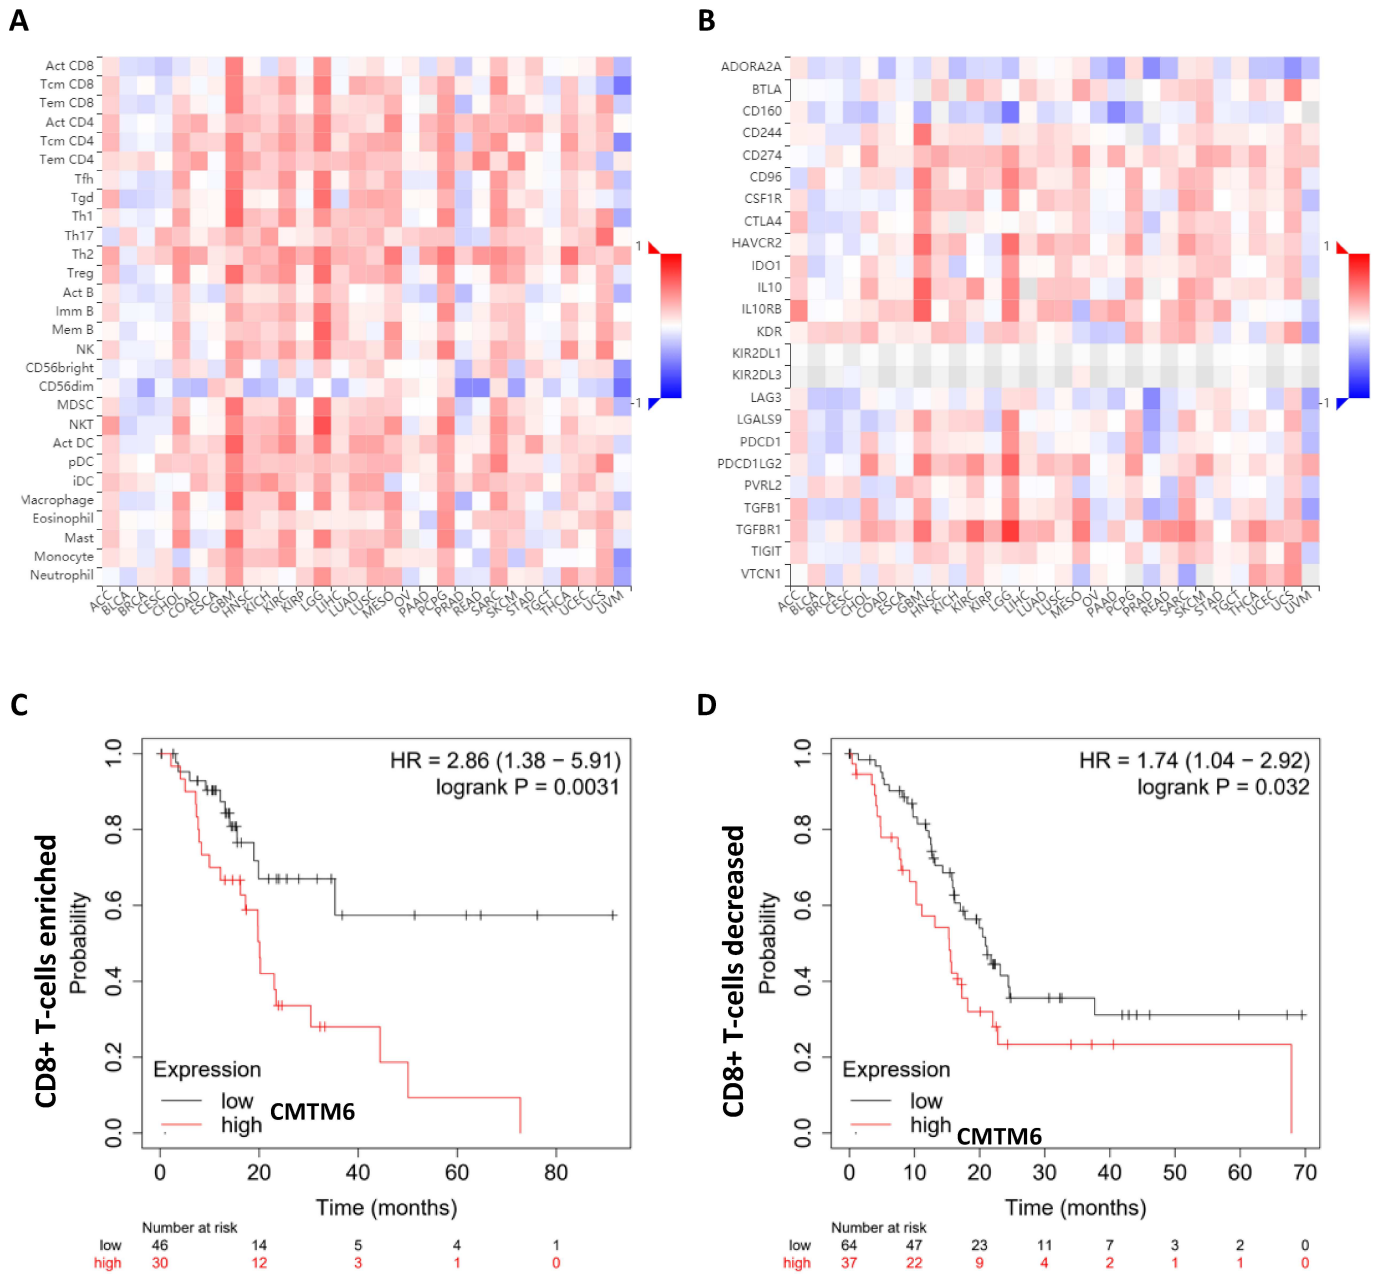 A
Act CD8
Tcm CD8
Tem CD8
Act CD4
Tcm CD4
Tem CD4
Tfh
Tgd
Th1
Th17
Th2
Treg
Act B
Imm B
Mem B
NK
CD56bright
CD56dim
MDSC
NKT
Act DC
pDC
iDC
Macrophage
Eosinophil
Mast
Monocyte
Neutrophil
ACC
BLCA
BRCA
CESC
CHOL
COAD
ESCA
GBM
HNSC
KICH
KIRC
KIRP
LGG
LIHC
LUAD
LUSC
MESO
OV
PAAD
PCPG
PRAD
READ
SARC
SKCM
STAD
TGCT
THCA
UCEC
UCS
UVM
1
-1
B
ADORA2A
BTLA
CD160
CD244
CD274
CD96
CSF1R
CTLA4
HAVCR2
IDO1
IL10
IL10RB
KDR
KIR2DL1
KIR2DL3
LAG3
LGALS9
PDCD1
PDCD1LG2
PVRL2
TGFB1
TGFBR1
TIGIT
VTCN1
ACC
BLCA
BRCA
CESC
CHOL
COAD
ESCA
GBM
HNSC
KICH
KIRC
KIRP
LGG
LIHC
LUAD
LUSC
MESO
OV
PAAD
PCPG
PRAD
READ
SARC
SKCM
STAD
TGCT
THCA
UCEC
UCS
UVM
1
-1
C
CD8+ T-cells enriched
Probability
1.0
0.8
0.6
0.4
0.2
0.0
HR = 2.86 (1.38 − 5.91)
logrank P = 0.0031
Expression
low
high CMTM6
0 20 40 60 80
Time (months)
Number at risk
low 46 14 5 4 1
high 30 12 3 1 0
D
CD8+ T-cells decreased
Probability
1.0
0.8
0.6
0.4
0.2
0.0
HR = 1.74 (1.04 − 2.92)
logrank P = 0.032
Expression
low
high CMTM6
0 10 20 30 40 50 60 70
Time (months)
Number at risk
low 64 47 23 11 7 3 2 0
high 37 22 9 4 2 1 1 0